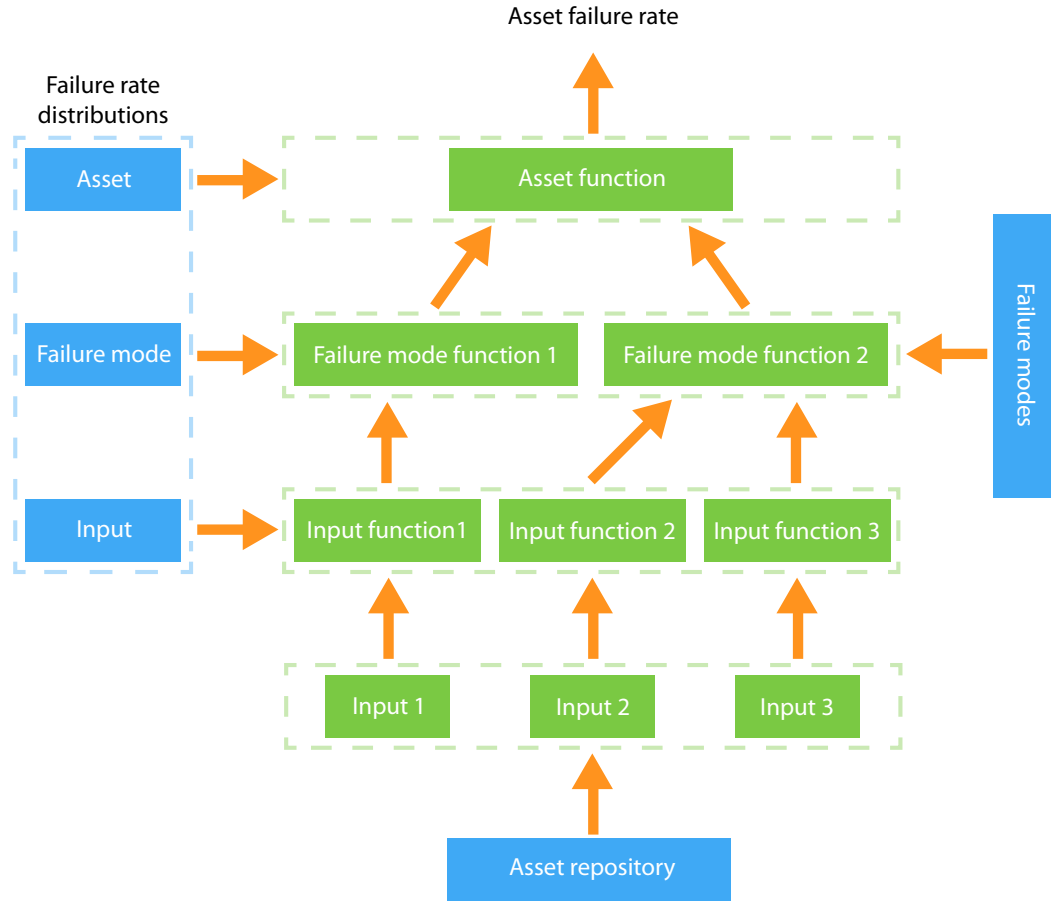 Asset failure rate
Failure rate
distributions
Asset
Asset function
Failure mode
Failure mode function 1
Failure mode function 2
Failure modes
Input
Input function1
Input function 2
Input function 3
Input 1
Input 2
Input 3
Asset repository